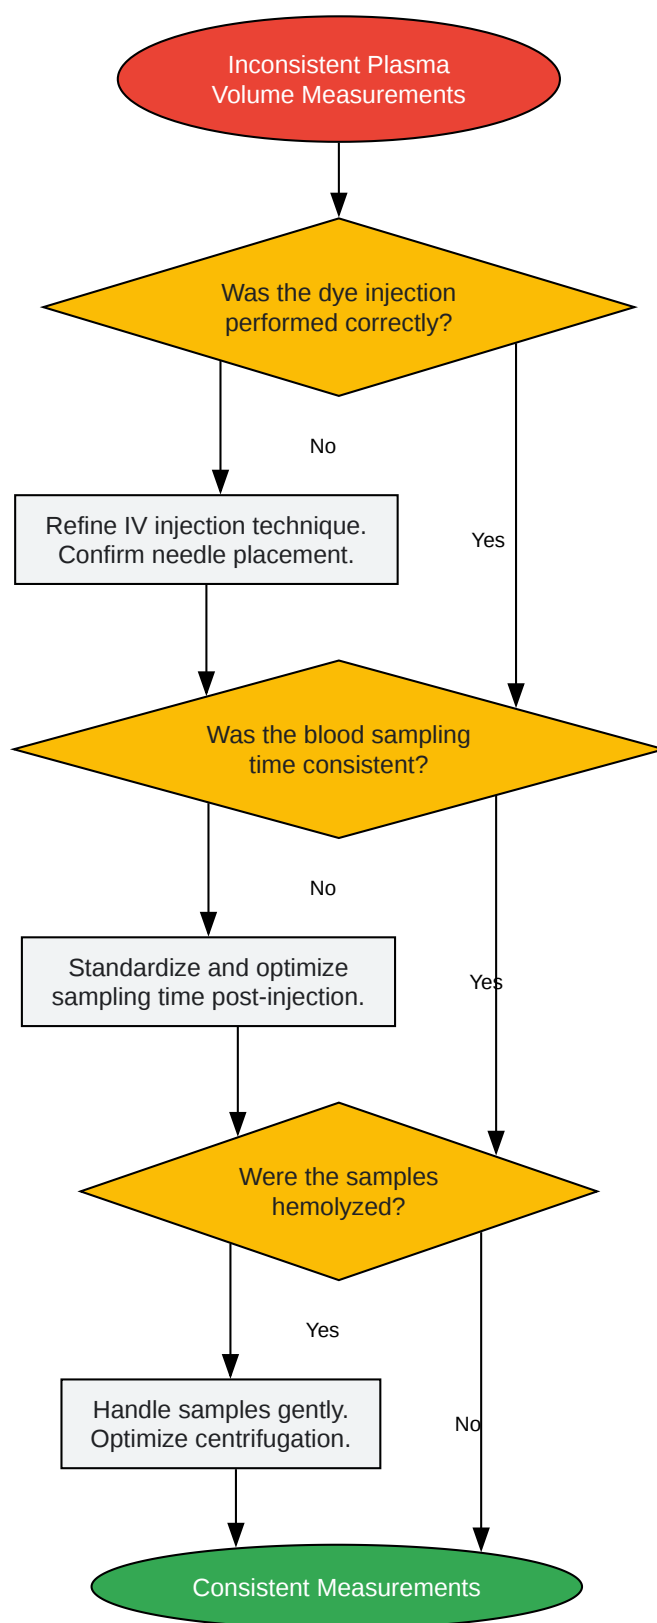 Inconsistent Plasma
Volume Measurements
Was the dye injection
performed correctly?
No
Refine IV injection technique.
Confirm needle placement.
Yes
Was the blood sampling
time consistent?
No
Standardize and optimize
sampling time post-injection.
Yes
Were the samples
hemolyzed?
Yes
Handle samples gently.
Optimize centrifugation.
No
Consistent Measurements